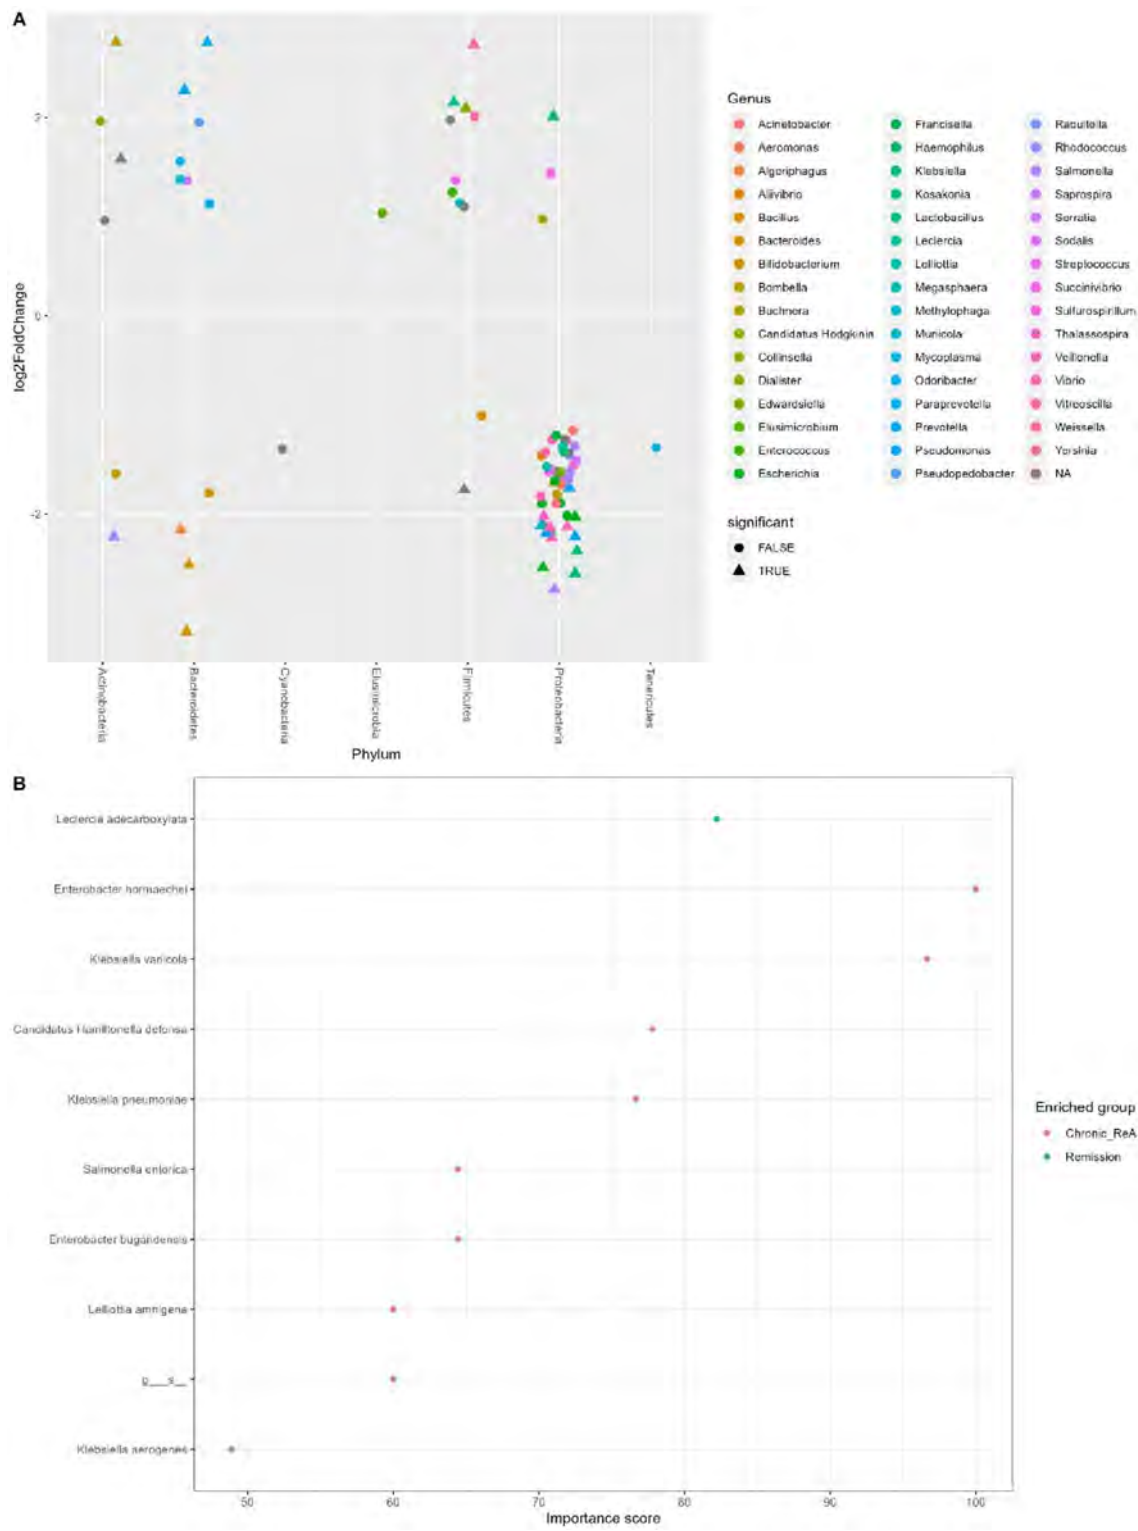 A
log2FoldChange
2
0
-2
Actinobacteria
Bacteroidetes
Cyanobacteria
Elusimicrobia
Firmicutes
Proteobacteria
Tenericutes
Phylum
Genus
Acinetobacter
Aeromonas
Algoriphagus
Aliivibrio
Bacillus
Bacteroides
Bifidobacterium
Bombella
Buchnera
Candidatus Hodgkinia
Collinsella
Dialister
Edwardsiella
Elusimicrobium
Enterococcus
Escherichia
Francisella
Haemophilus
Klebsiella
Kosakonia
Lactobacillus
Leclercia
Lelliottia
Megasphaera
Methylophaga
Municola
Mycoplasma
Odoribacter
Paraprevotella
Prevotella
Pseudomonas
Pseudopedobacter
Raoultella
Rhodococcus
Salmonella
Saprospira
Serratia
Sodalis
Streptococcus
Succinivibrio
Sulfurospirillum
Thalassospira
Veillonella
Vibrio
Vitreoscilla
Weissella
Yersinia
NA
significant
FALSE
TRUE
B
Leclercia adecarboxylata
Enterobacter hormaechei
Klebsiella variicola
Candidatus Hamiltonella defensa
Klebsiella pneumoniae
Salmonella enterica
Enterobacter bugandensis
Lelliottia amnigena
Klebsiella aerogenes
50
60
70
80
90
100
Importance score
Enriched group
Chronic_ReA
Remission